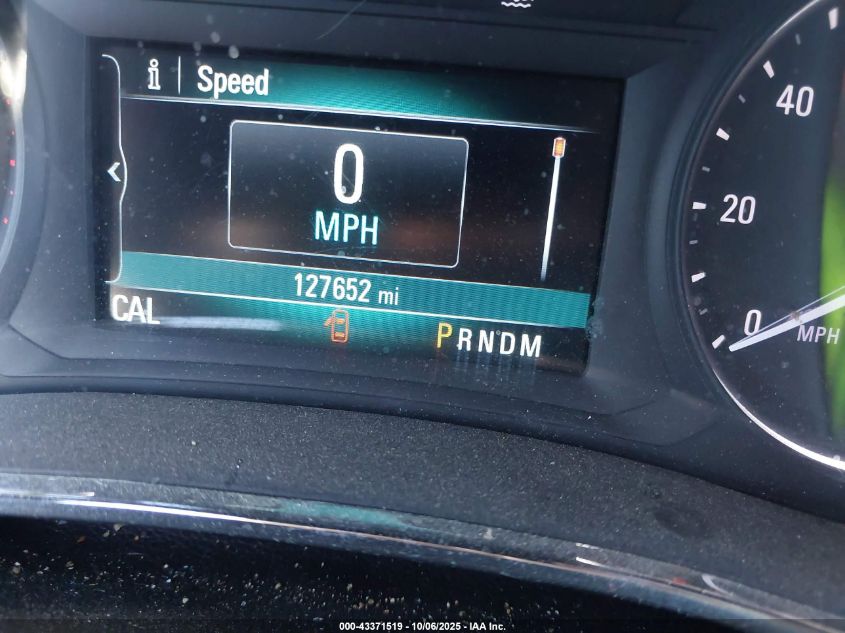 i | Speed
40
0
MPH
20
127652 mi
CAL
PRNDM
0
MPH
000-43371519 - 10/06/2025 - IAA Inc.